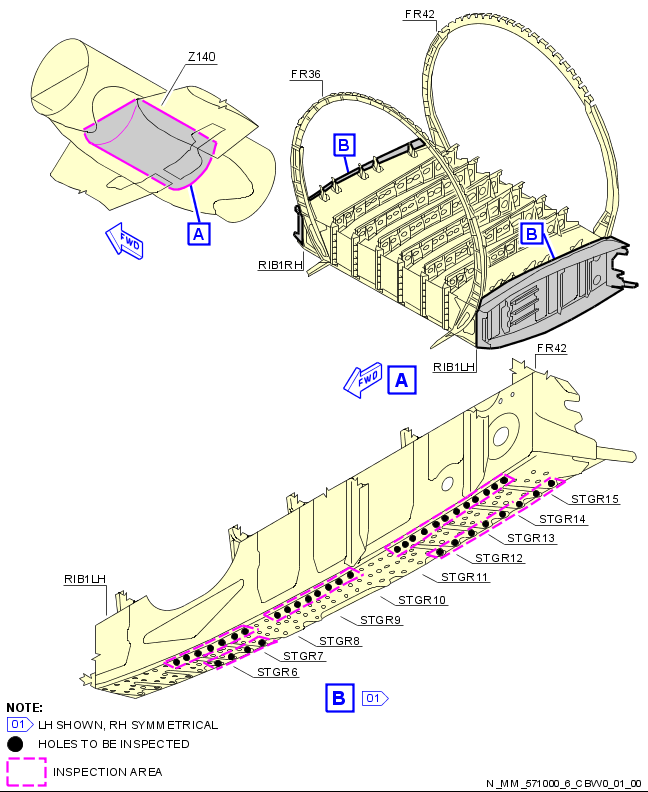 FR42
Z140
FR36
B
B
A
FWD
RIB1RH
RIB1LH
FWD
A
FR42
STGR15
STGR14
STGR13
STGR12
STGR11
STGR10
STGR9
STGR8
STGR7
STGR6
RIB1LH
B 01
NOTE:
01 LH SHOWN, RH SYMMETRICAL
HOLES TO BE INSPECTED
INSPECTION AREA
N_MM_571000_6_CBW0_01_00